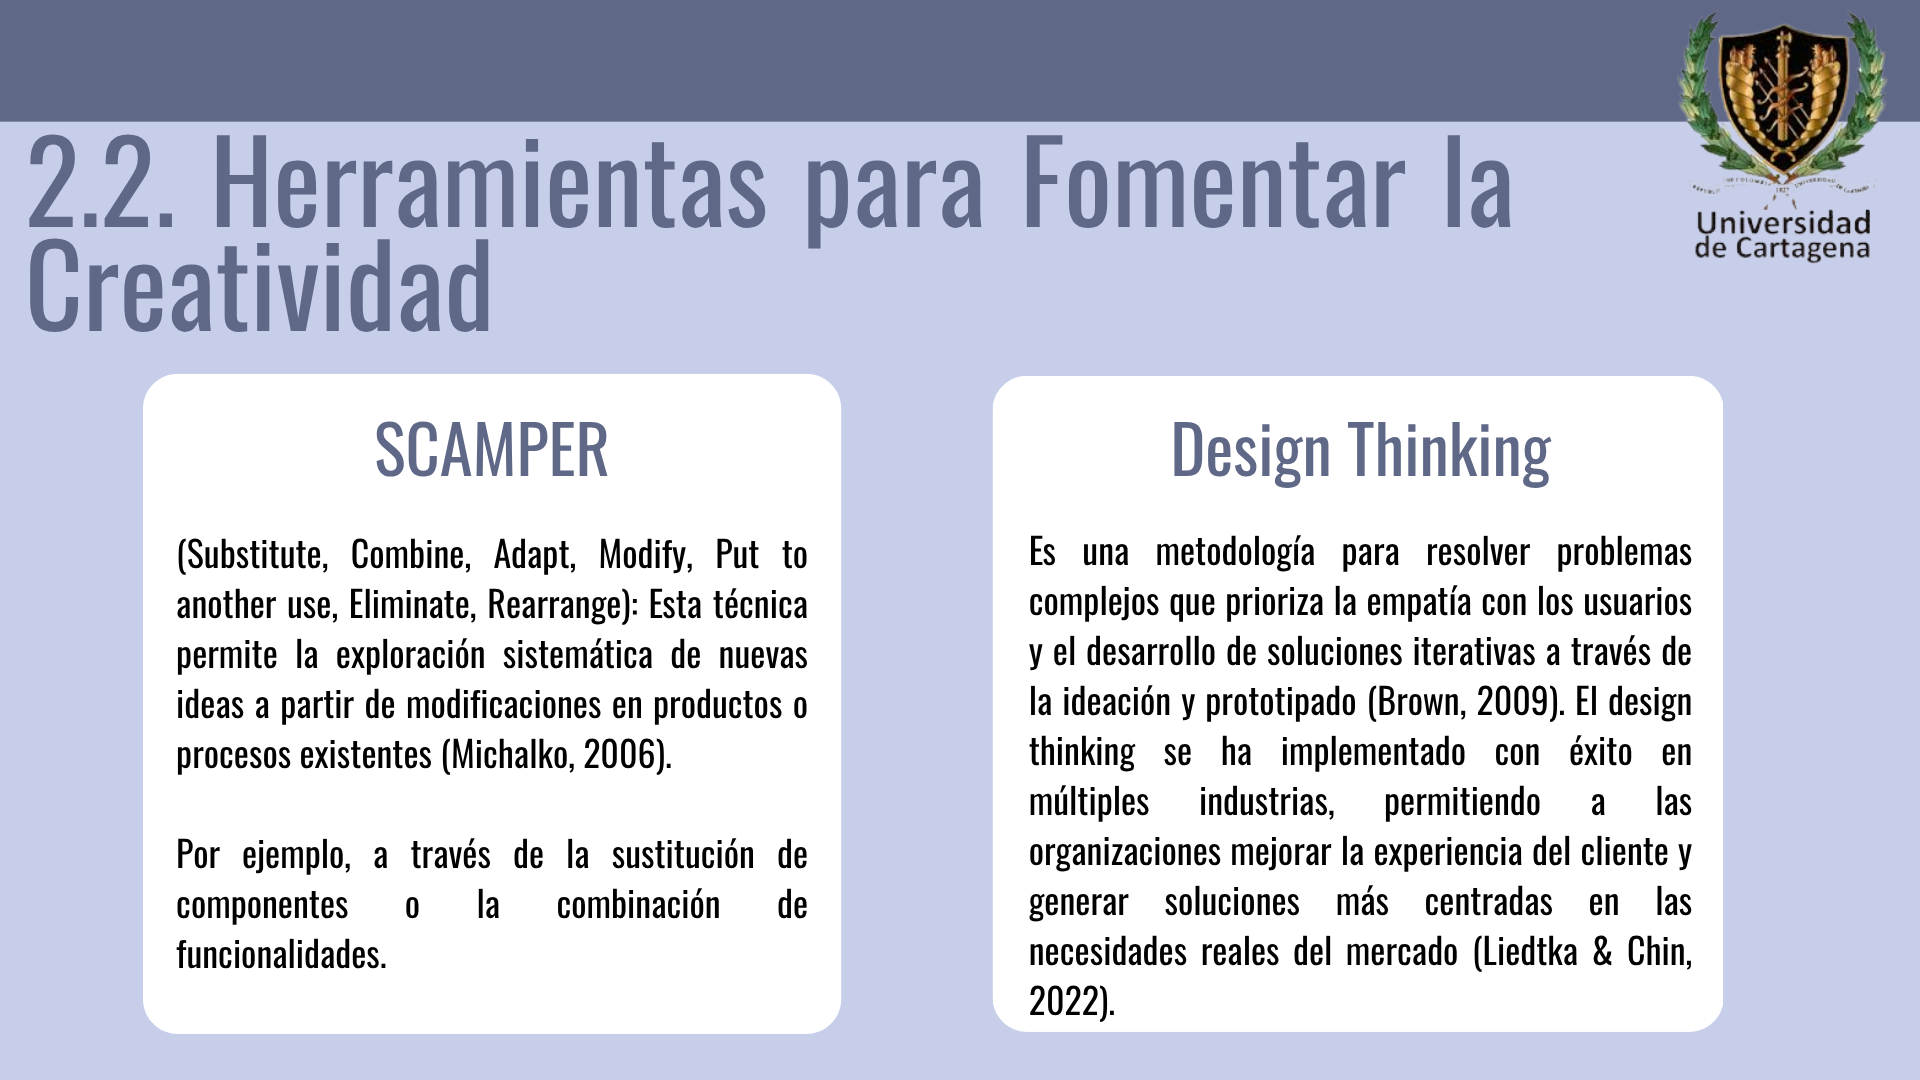 2.2. Herramientas para Fomentar la
Creatividad
Universidad
de Cartagena
SCAMPER
(Substitute, Combine, Adapt, Modify, Put to
another use, Eliminate, Rearrange): Esta técnica
permite la exploración sistemática de nuevas
ideas a partir de modificaciones en productos o
procesos existentes (Michalko, 2006).
Por ejemplo, a través de la sustitución de
componentes o la combinación de
funcionalidades.
Design Thinking
Es una metodología para resolver problemas
complejos que prioriza la empatía con los usuarios
y el desarrollo de soluciones iterativas a través de
la ideación y prototipado (Brown, 2009). El design
thinking se ha implementado con éxito en
múltiples industrias, permitiendo a las
organizaciones mejorar la experiencia del cliente y
generar soluciones más centradas en las
necesidades reales del mercado (Liedtka & Chin,
2022).